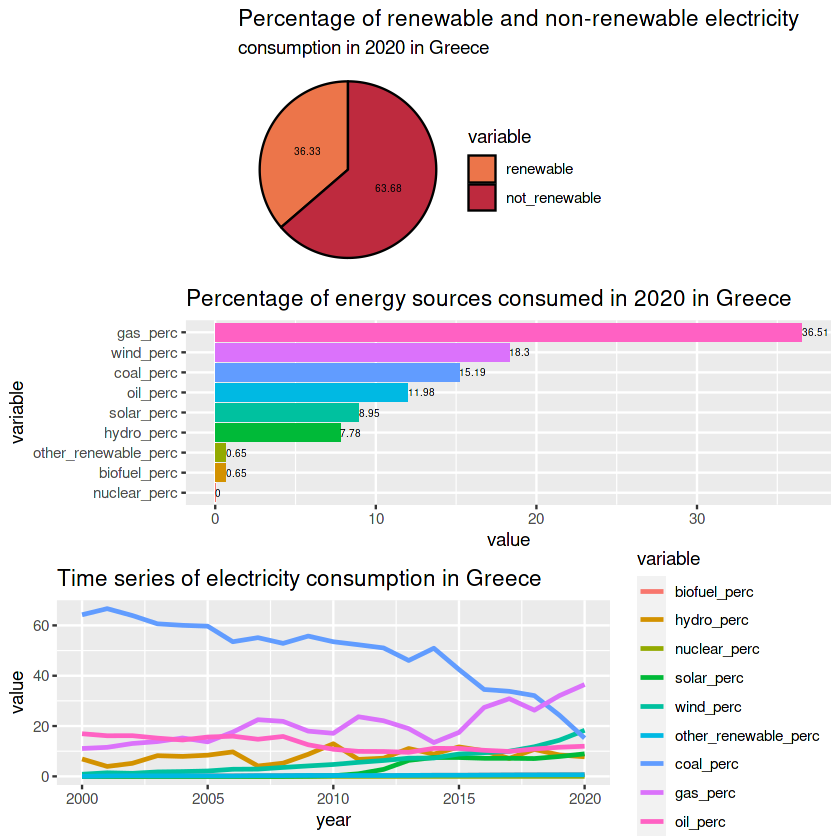 Percentage of renewable and non-renewable electricity
consumption in 2020 in Greece
36.33
63.68
variable
renewable
not_renewable
Percentage of energy sources consumed in 2020 in Greece
variable
gas_perc
36.51
wind_perc
18.3
coal_perc
15.19
oil_perc
11.98
solar_perc
8.95
hydro_perc
7.78
other_renewable_perc
0.65
biofuel_perc
0.65
nuclear_perc
0
0 10 20 30
value
Time series of electricity consumption in Greece
value
60
40
20
0
2000 2005 2010 2015 2020
year
variable
biofuel_perc
hydro_perc
nuclear_perc
solar_perc
wind_perc
other_renewable_perc
coal_perc
gas_perc
oil_perc